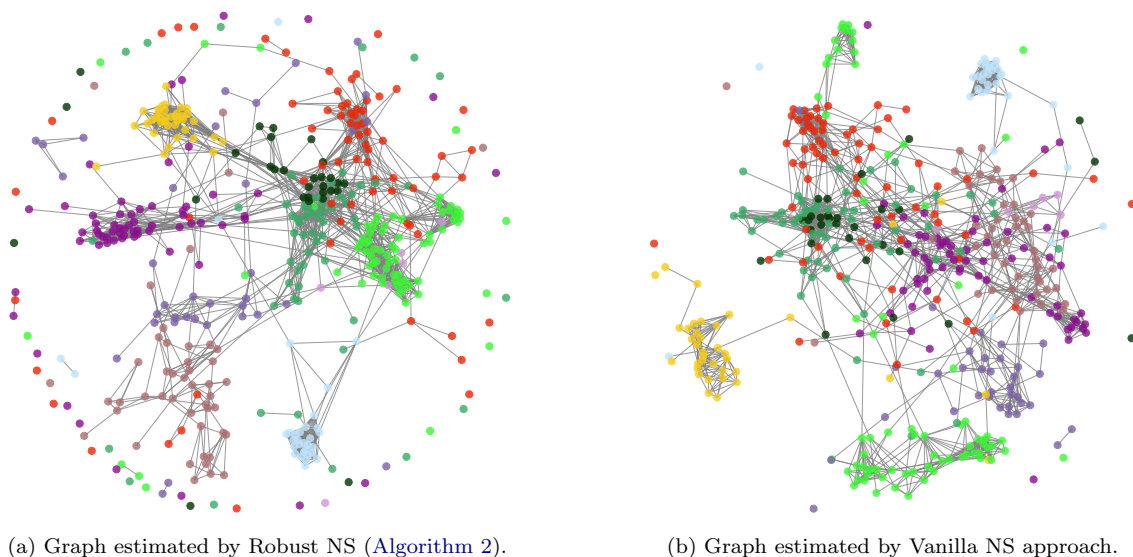 (a) Graph estimated by Robust NS (Algorithm 2).
(b) Graph estimated by Vanilla NS approach.